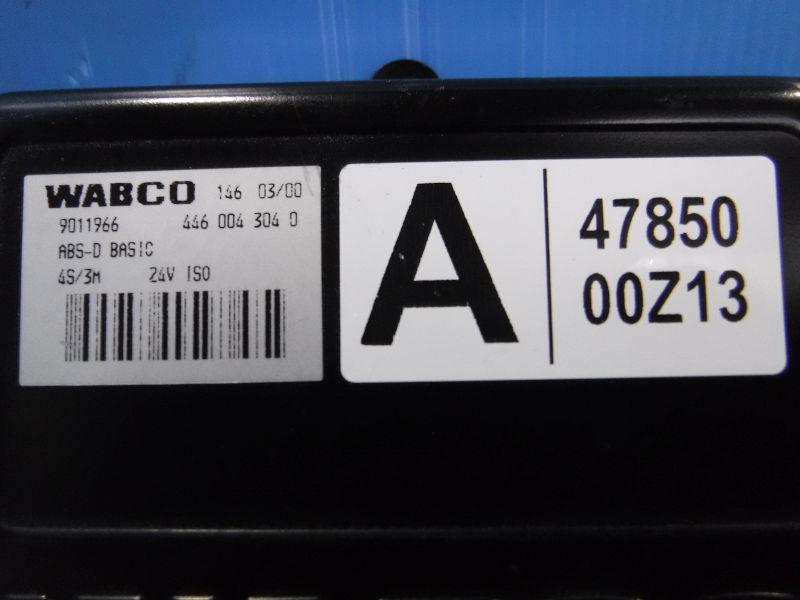 WABCO 146 03/00
9011966 446 004 304 0
ABS-D BASIC
4S/3M 24V ISO
A
47850
00Z13